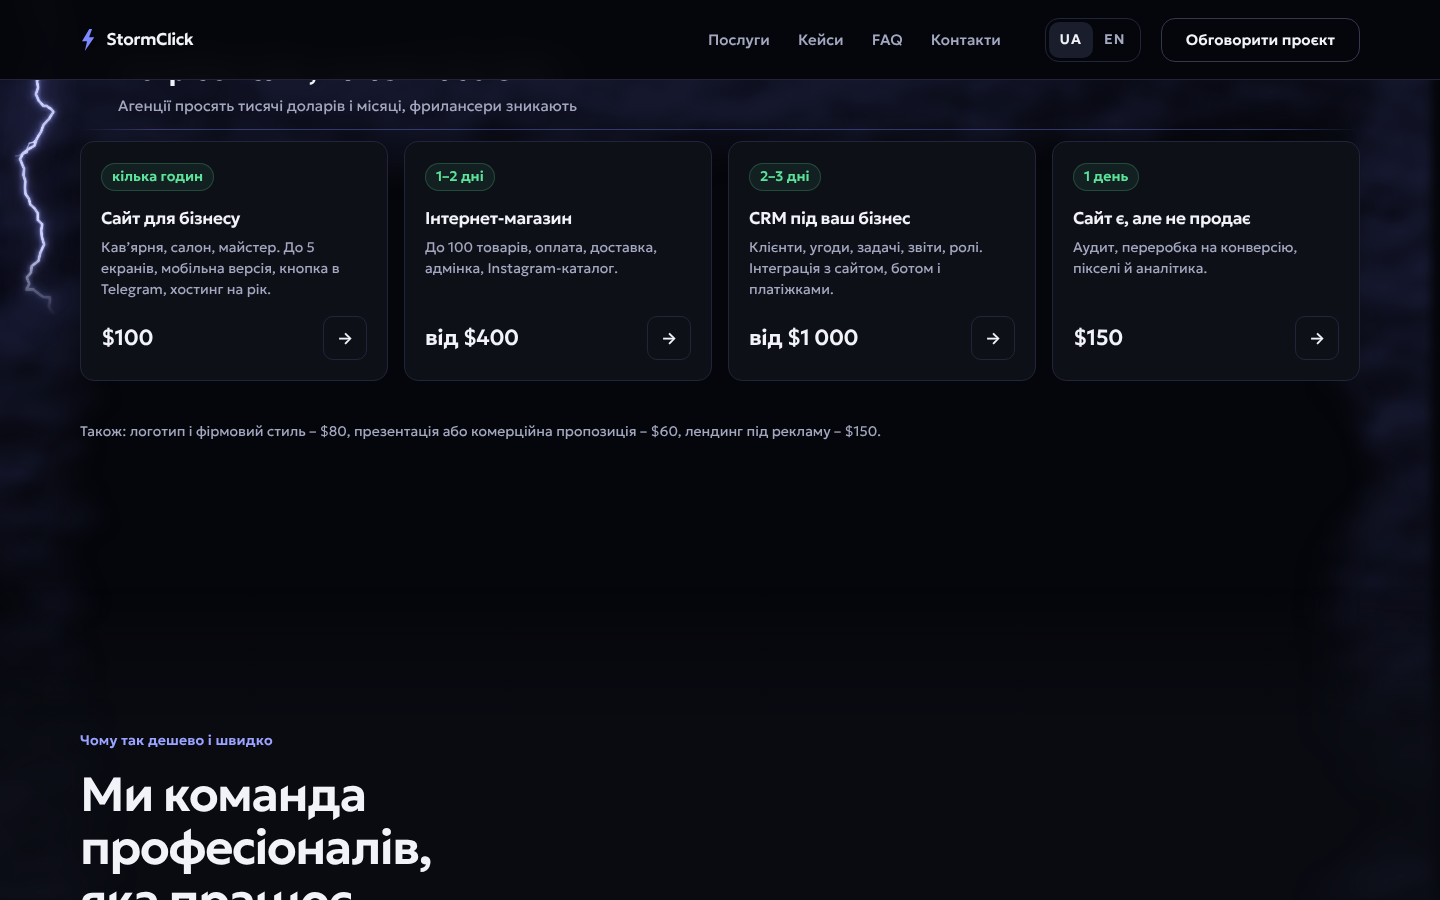 StormClick
Послуги
Кейси
FAQ
Контакти
UA
EN
Обговорити проєкт
Агенції просять тисячі доларів і місяці, фрилансери зникають
кілька годин
Сайт для бізнесу
Кав’ярня, салон, майстер. До 5
екранів, мобільна версія, кнопка в
Telegram, хостинг на рік.
$100
→
1–2 дні
Інтернет-магазин
До 100 товарів, оплата, доставка,
адмінка, Instagram-каталог.
від $400
→
2–3 дні
CRM під ваш бізнес
Клієнти, угоди, задачі, звіти, ролі.
Інтеграція з сайтом, ботом і
платіжками.
від $1 000
→
1 день
Сайт є, але не продає
Аудит, переробка на конверсію,
пікселі й аналітика.
$150
→
Також: логотип і фірмовий стиль – $80, презентація або комерційна пропозиція – $60, лендинг під рекламу – $150.
Чому так дешево і швидко
Ми команда
професіоналів,
яка працює